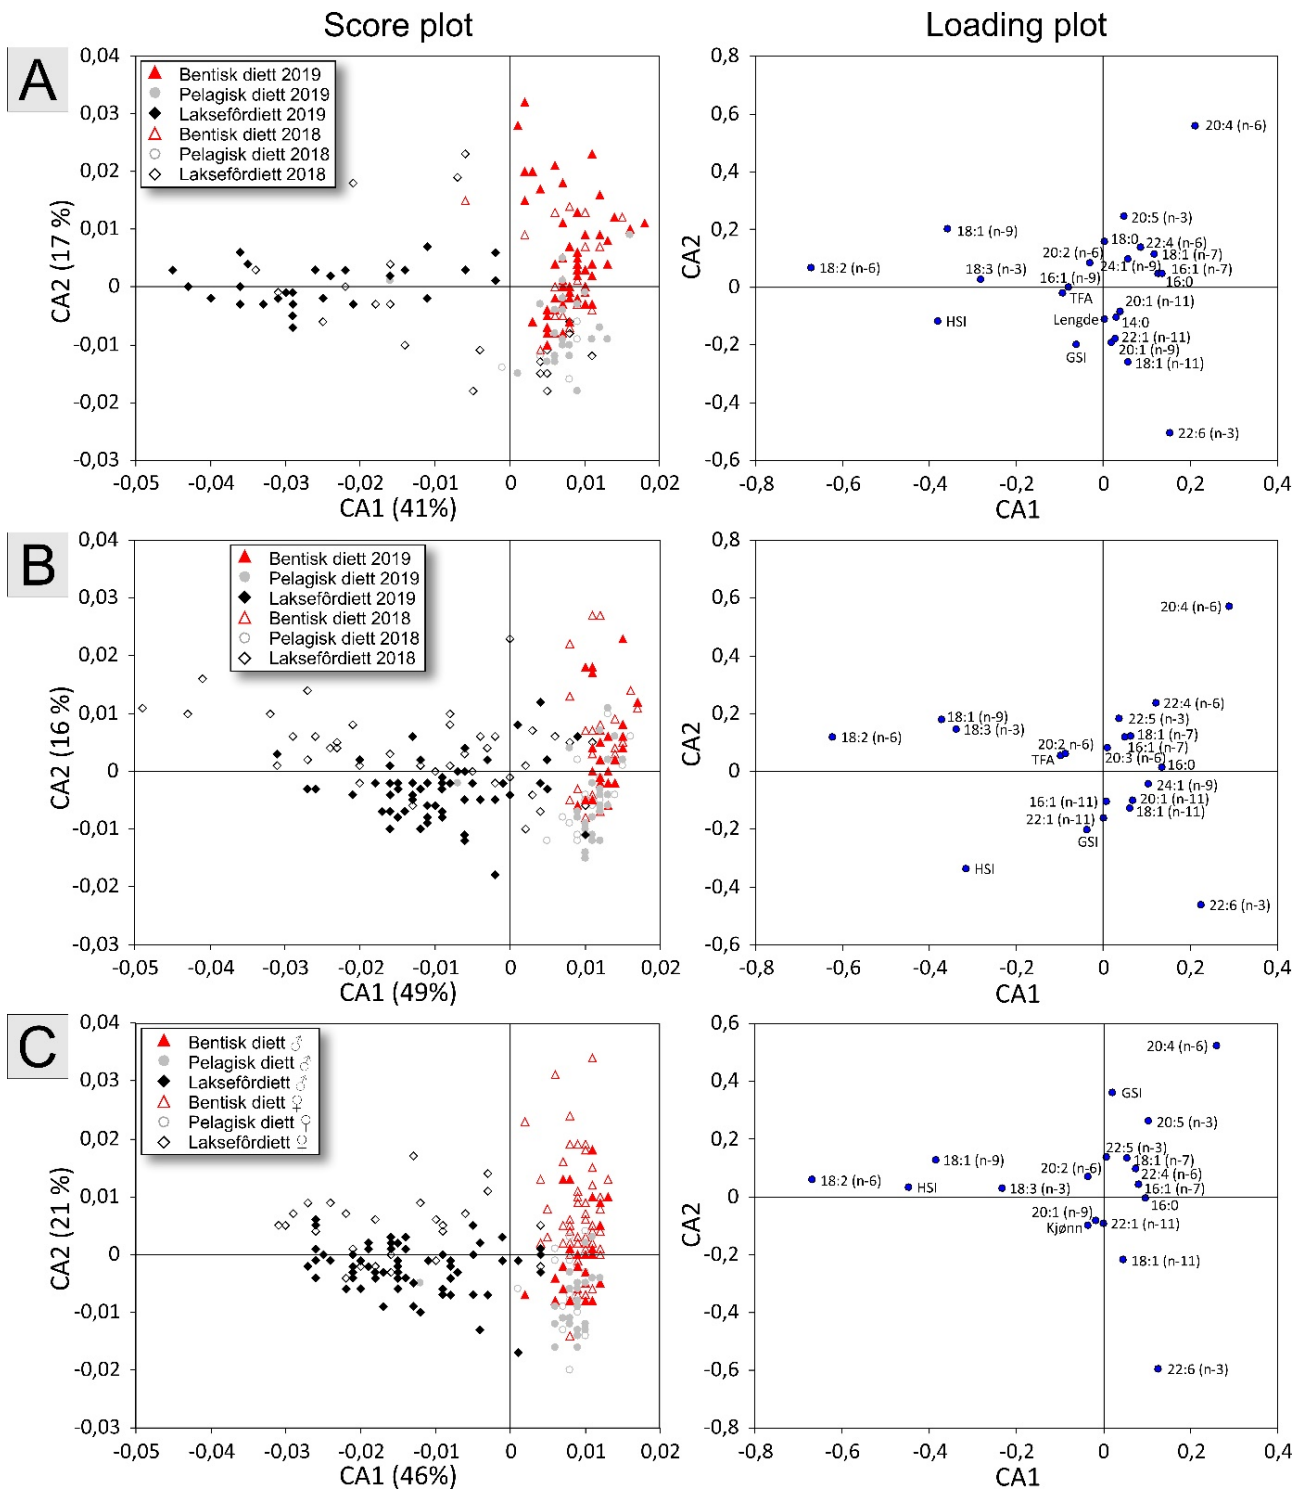 Score plot
Loading plot
A
0,04
0,03
0,02
0,01
0
-0,01
-0,02
-0,03
CA2 (17 %)
Bentisk diett 2019
Pelagisk diett 2019
Laksefôrdiett 2019
Bentisk diett 2018
Pelagisk diett 2018
Laksefôrdiett 2018
-0,05 -0,04 -0,03 -0,02 -0,01 0 0,01 0,02
CA1 (41%)
0,8
0,6
0,4
0,2
0
-0,2
-0,4
-0,6
CA2
20:4 (n-6)
20:5 (n-3)
18:1 (n-9)
18:0
22:4 (n-6)
20:2 (n-6)
18:1 (n-7)
24:1 (n-9)
18:2 (n-6)
18:3 (n-3)
16:1 (n-9)
16:1 (n-7)
16:0
TFA
20:1 (n-11)
HSI
Lengde
14:0
22:1 (n-11)
GSI
20:1 (n-9)
18:1 (n-11)
22:6 (n-3)
-0,8 -0,6 -0,4 -0,2 0 0,2 0,4
CA1
B
0,04
0,03
0,02
0,01
0
-0,01
-0,02
-0,03
CA2 (16 %)
Bentisk diett 2019
Pelagisk diett 2019
Laksefôrdiett 2019
Bentisk diett 2018
Pelagisk diett 2018
Laksefôrdiett 2018
-0,05 -0,04 -0,03 -0,02 -0,01 0 0,01 0,02
CA1 (49%)
0,8
0,6
0,4
0,2
0
-0,2
-0,4
-0,6
CA2
20:4 (n-6)
22:4 (n-6)
18:1 (n-9)
22:5 (n-3)
18:3 (n-3)
18:2 (n-6)
18:1 (n-7)
20:2 n-6)
16:1 (n-7)
TFA
20:3 (n-6)
16:0
24:1 (n-9)
16:1 (n-11)
20:1 (n-11)
18:1 (n-11)
22:1 (n-11)
GSI
HSI
22:6 (n-3)
-0,8 -0,6 -0,4 -0,2 0 0,2 0,4
CA1
C
0,04
0,03
0,02
0,01
0
-0,01
-0,02
-0,03
CA2 (21 %)
Bentisk diett ♂
Pelagisk diett ♂
Laksefôrdiett ♂
Bentisk diett ♀
Pelagisk diett ♀
Laksefôrdiett ♀
-0,05 -0,04 -0,03 -0,02 -0,01 0 0,01 0,02
CA1 (46%)
0,6
0,4
0,2
0
-0,2
-0,4
-0,6
-0,8
CA2
20:4 (n-6)
GSI
20:5 (n-3)
22:5 (n-3)
18:1 (n-9)
18:1 (n-7)
20:2 (n-6)
22:4 (n-6)
18:2 (n-6)
HSI
18:3 (n-3)
16:1 (n-7)
16:0
20:1 (n-9)
Kjønn
22:1 (n-11)
18:1 (n-11)
22:6 (n-3)
-0,8 -0,6 -0,4 -0,2 0 0,2 0,4
CA1